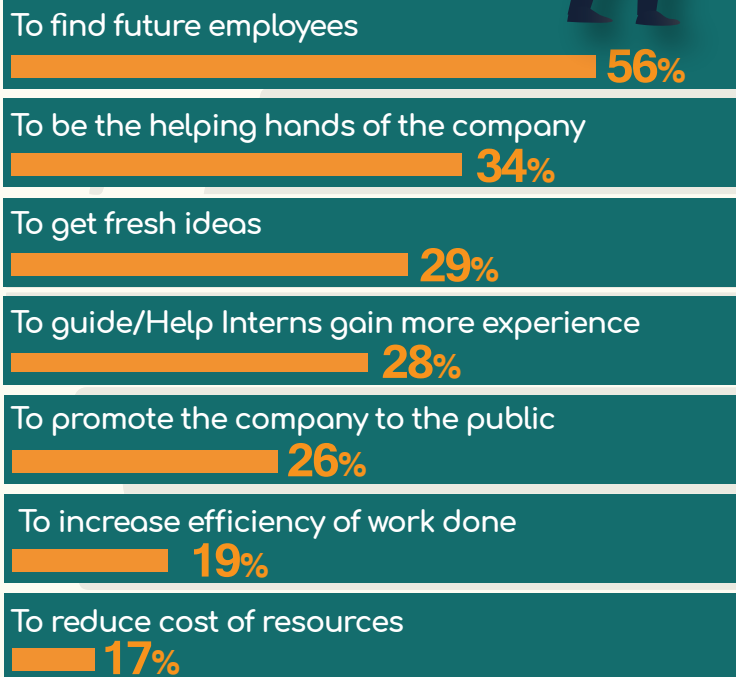 To find future employees
56%
To be the helping hands of the company
34%
To get fresh ideas
29%
To guide/Help Interns gain more experience
28%
To promote the company to the public
26%
To increase efficiency of work done
19%
To reduce cost of resources
17%